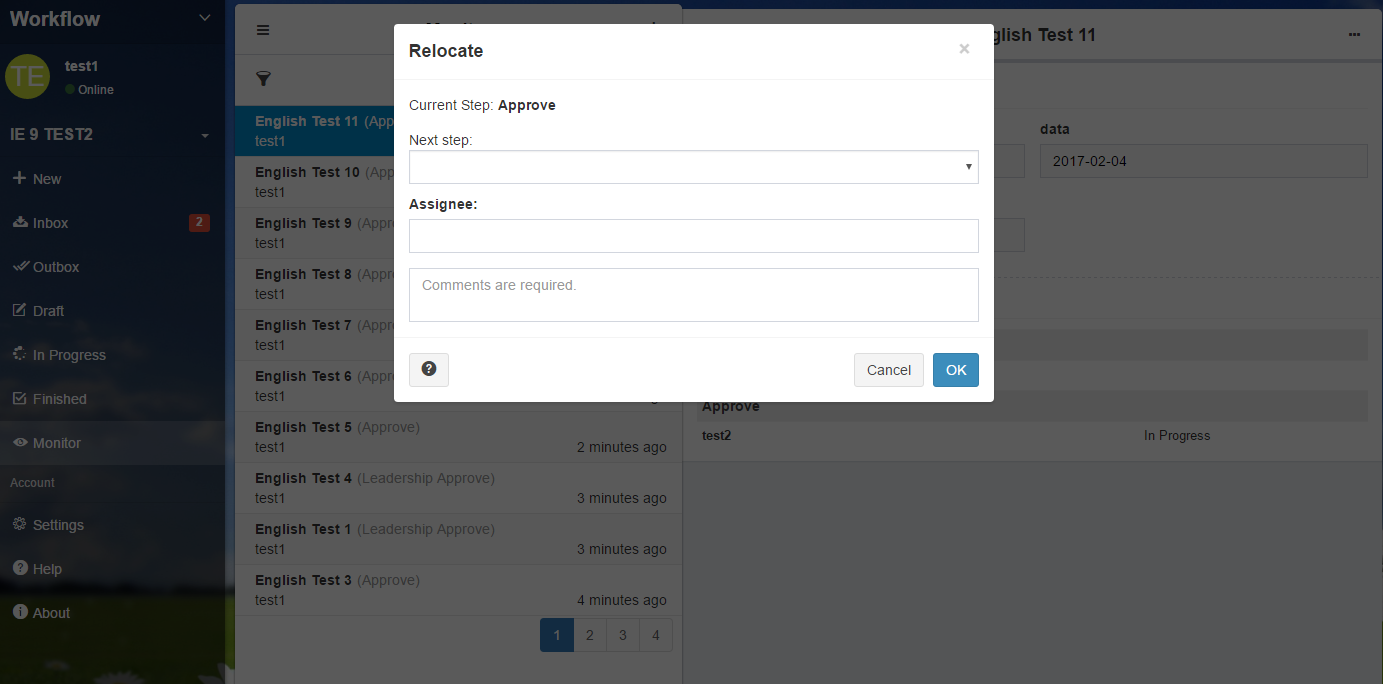 Workflow
TE
test1
Online
IE 9 TEST2
New
Inbox
2
Outbox
Draft
In Progress
Finished
Monitor
Account
Settings
Help
About
English Test 11 (App
test1
English Test 10 (Appr
test1
English Test 9 (Appr
test1
English Test 8 (Appr
test1
English Test 7 (Appr
test1
English Test 6 (Appr
test1
English Test 5 (Approve)
test1
2 minutes ago
English Test 4 (Leadership Approve)
test1
3 minutes ago
English Test 1 (Leadership Approve)
test1
3 minutes ago
English Test 3 (Approve)
test1
4 minutes ago
1 2 3 4
Relocate
×
Current Step: Approve
Next step:
Assignee:
Comments are required.
?
Cancel
OK
glish Test 11
data
2017-02-04
Approve
test2
In Progress